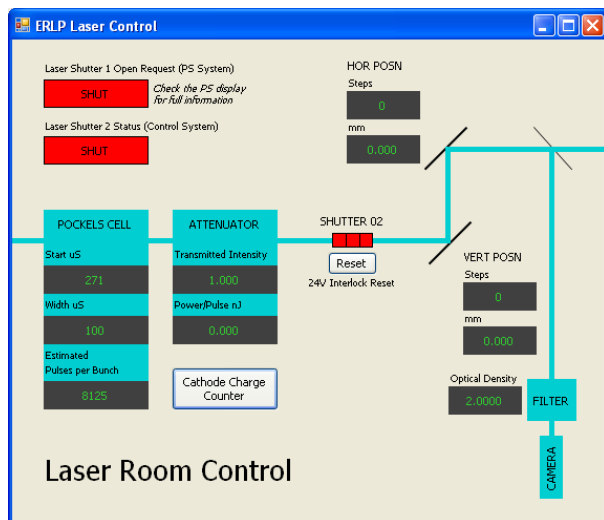 ERLP Laser Control
Laser Shutter 1 Open Request (PS System)
SHUT
Check the PS display
for full information
Laser Shutter 2 Status (Control System)
SHUT
HOR POSN
Steps
0
mm
0.000
POCKELS CELL
Start uS
271
Width uS
100
Estimated
Pulses per Bunch
8125
ATTENUATOR
Transmitted Intensity
1.000
Power/Pulse nJ
0.000
Cathode Charge
Counter
SHUTTER 02
Reset
24V Interlock Reset
VERT POSN
Steps
0
mm
0.000
Optical Density
2.0000
FILTER
CAMERA
Laser Room Control